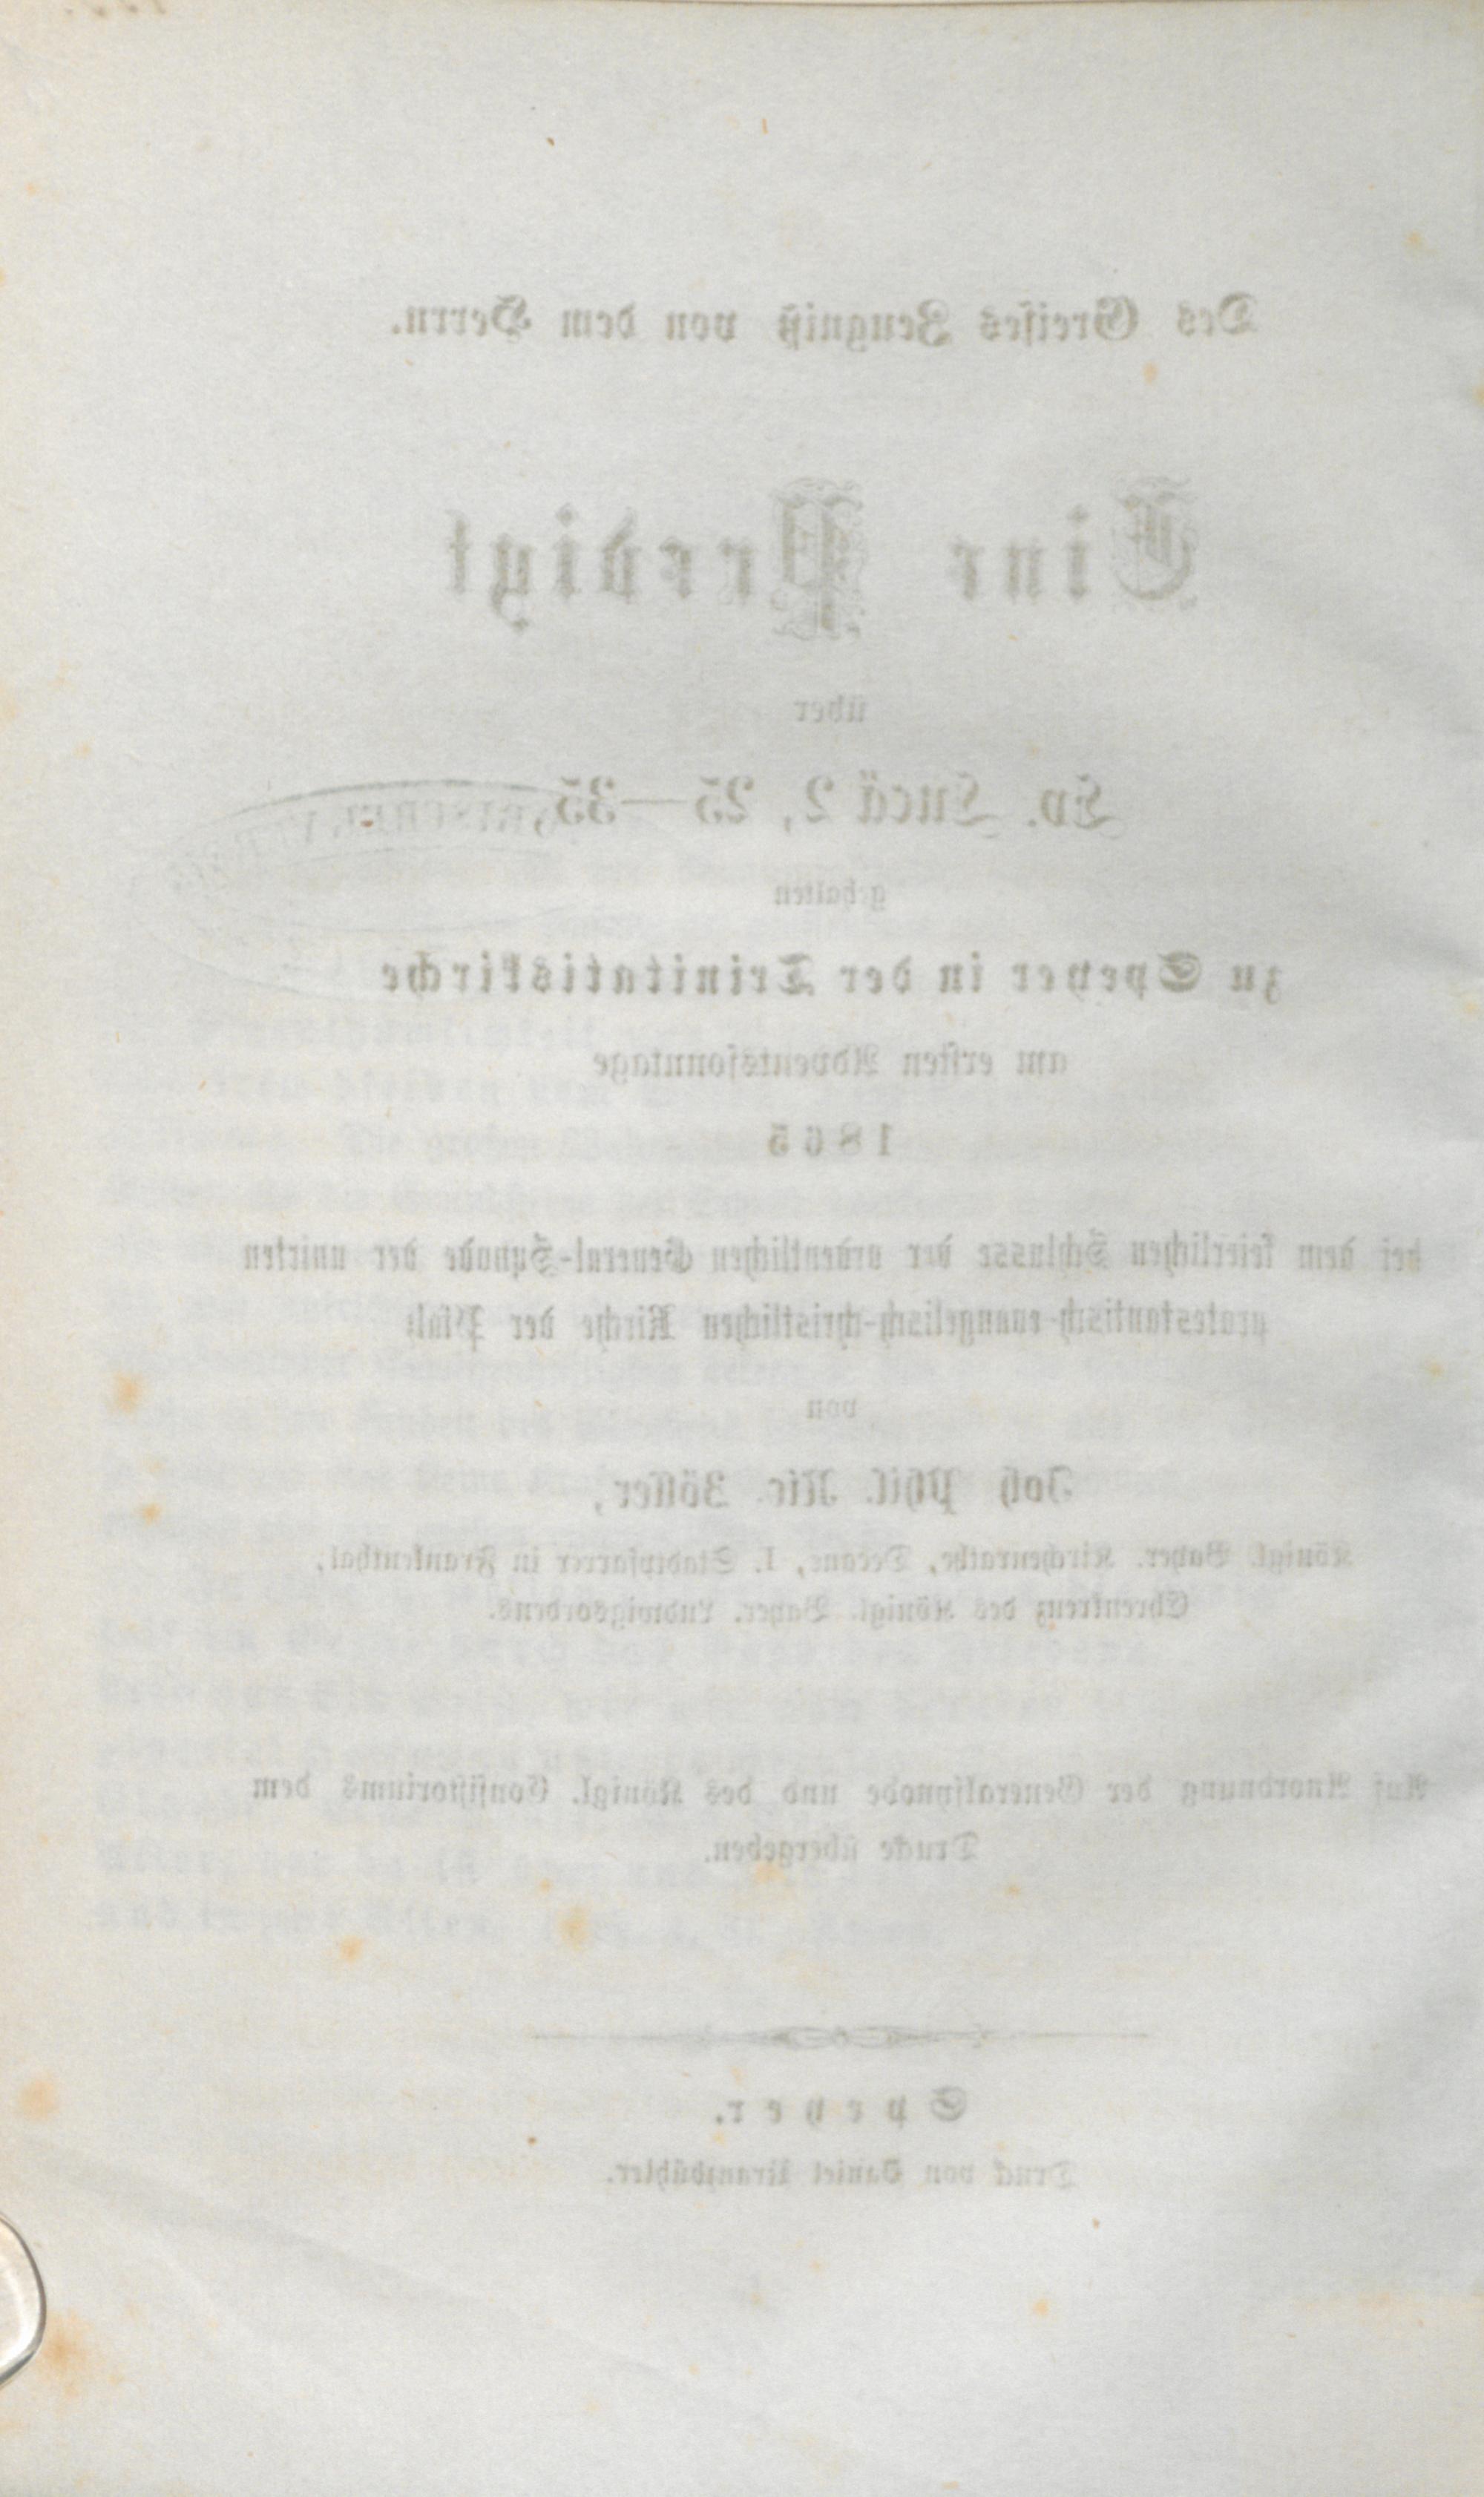 Des Greises Zeugniß von dem Herrn.
Eine Predigt
über
Ev. Lucä 2, 25—35,
gehalten
zu Speyer in der Trinitatiskirche
am ersten Adventssonntage
1865
bei dem feierlichen Schlusse der ordentlichen General-Synode der unirten
protestantisch-evangelisch-christlichen Kirche der Pfalz
von
Joh Phil. Nic. Zöller,
Königl. Bayer. Kirchenrathe, Decane, I. Stadtpfarrer in Frankenthal,
Ehrenkreuz des Königl. Bayer. Ludwigsordens.
Auf Anordnung der Generalsynode und des Königl. Consistoriums dem
Drucke übergeben.
Speyer.
Druck von Daniel Kranzbühler.